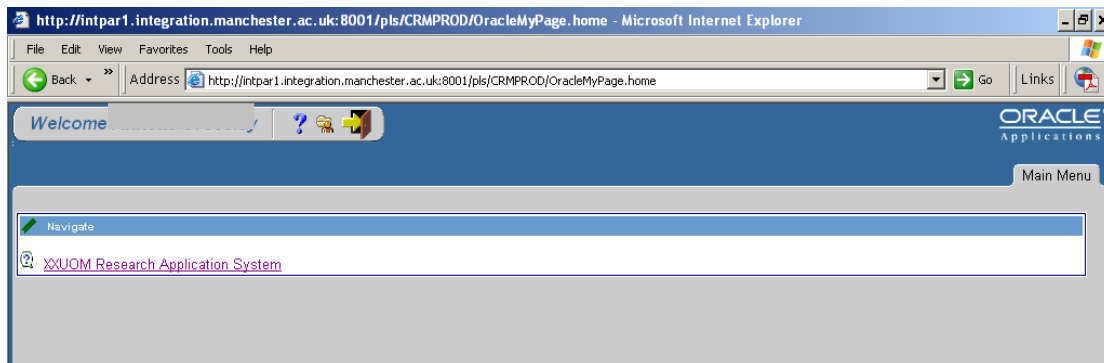 http://intpar1.integration.manchester.ac.uk:8001/pls/CRMPROD/OracleMyPage.home - Microsoft Internet Explorer
File Edit View Favorites Tools Help
Back » Address http://intpar1.integration.manchester.ac.uk:8001/pls/CRMPROD/OracleMyPage.home Go Links
Welcome
ORACLE
Applications
Main Menu
Navigate
XXUOM Research Application System